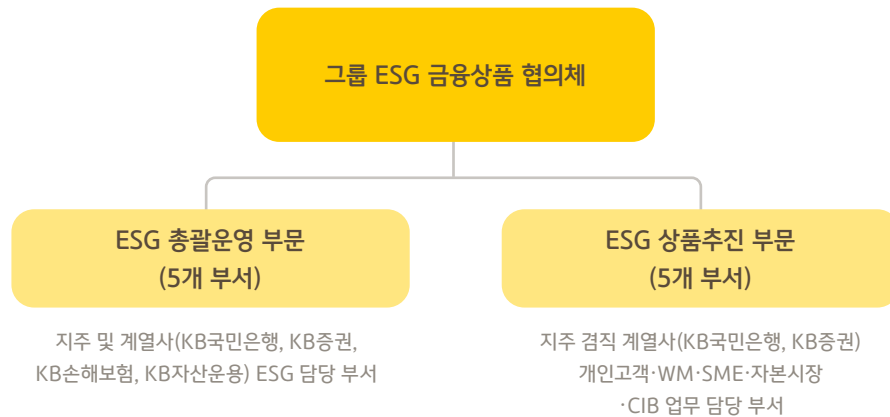 그룹 ESG 금융상품 협의체
ESG 총괄운영 부문
(5개 부서)
지주 및 계열사(KB국민은행, KB증권,
KB손해보험, KB자산운용) ESG 담당 부서
ESG 상품추진 부문
(5개 부서)
지주 겸직 계열사(KB국민은행, KB증권)
개인고객·WM·SME·자본시장
·CIB 업무 담당 부서